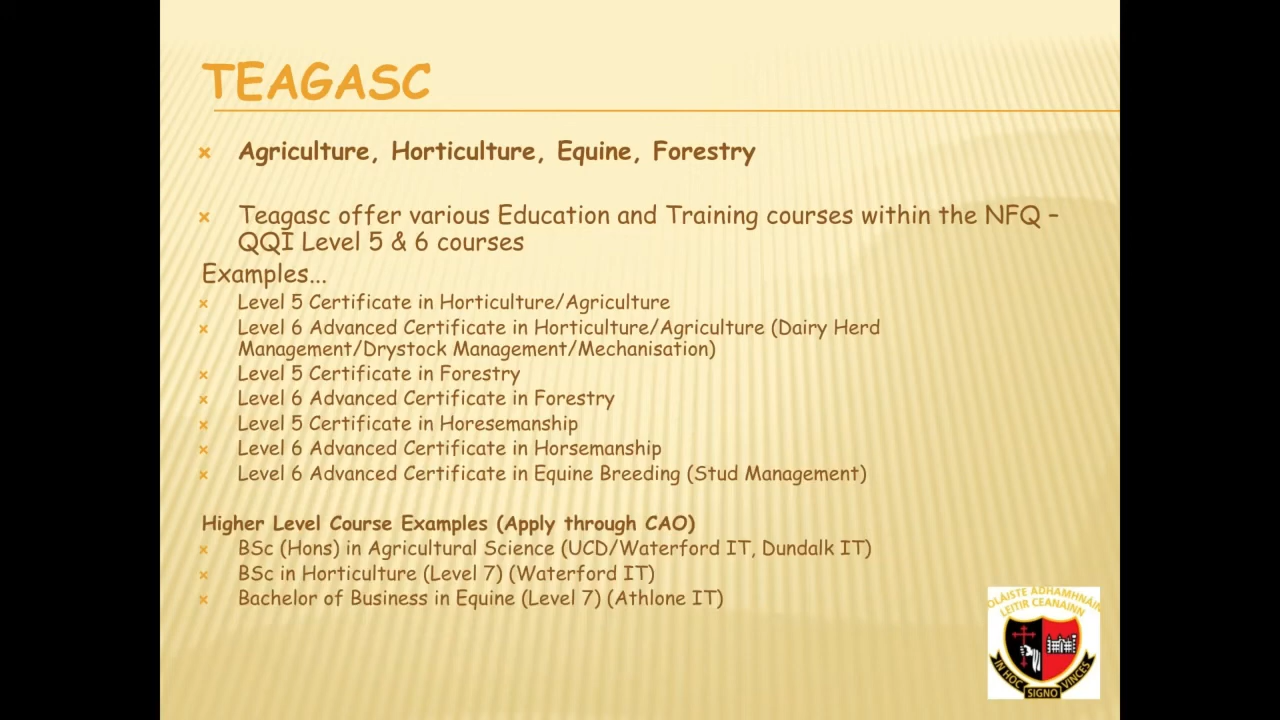 TEAGASC
Agriculture, Horticulture, Equine, Forestry
Teagasc offer various Education and Training courses within the NFQ –
QQI Level 5 & 6 courses
Examples...
Level 5 Certificate in Horticulture/Agriculture
Level 6 Advanced Certificate in Horticulture/Agriculture (Dairy Herd
Management/Drystock Management/Mechanisation)
Level 5 Certificate in Forestry
Level 6 Advanced Certificate in Forestry
Level 5 Certificate in Horesemanship
Level 6 Advanced Certificate in Horsemanship
Level 6 Advanced Certificate in Equine Breeding (Stud Management)
Higher Level Course Examples (Apply through CAO)
BSc (Hons) in Agricultural Science (UCD/Waterford IT, Dundalk IT)
BSc in Horticulture (Level 7) (Waterford IT)
Bachelor of Business in Equine (Level 7) (Athlone IT)
OLÁISTE ADHAMHNÁIN
LEITIR CEANAINN
IN HOC SIGNO VINCES